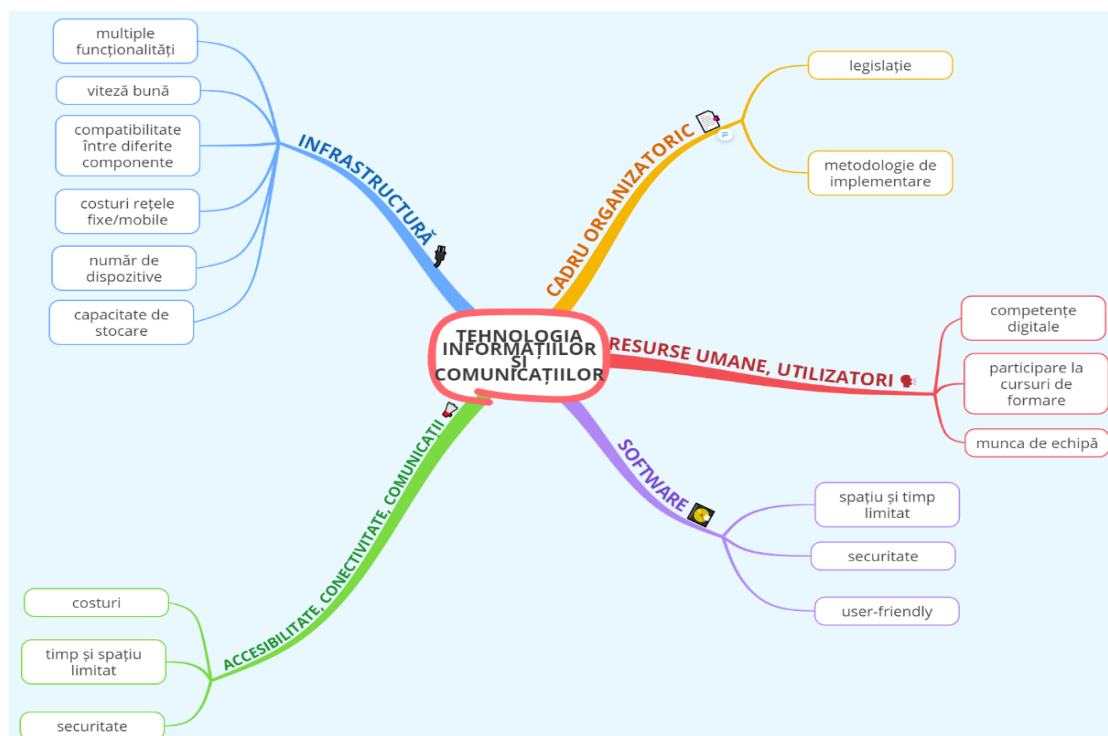 TEHNOLOGIA
INFORMAȚIILOR
ȘI
COMUNICAȚIILOR
INFRASTRUCTURĂ
multiple
funcționalități
viteză bună
compatibilitate
între diferite
componente
costuri rețele
fixe/mobile
număr de
dispozitive
capacitate de
stocare
CADRU ORGANIZATORIC
legislație
metodologie de
implementare
RESURSE UMANE, UTILIZATORI
competențe
digitale
participare la
cursuri de
formare
munca de echipă
SOFTWARE
spațiu și timp
limitat
securitate
user-friendly
ACCESIBILITATE, CONECTIVITATE, COMUNICATII
costuri
timp și spațiu
limitat
securitate